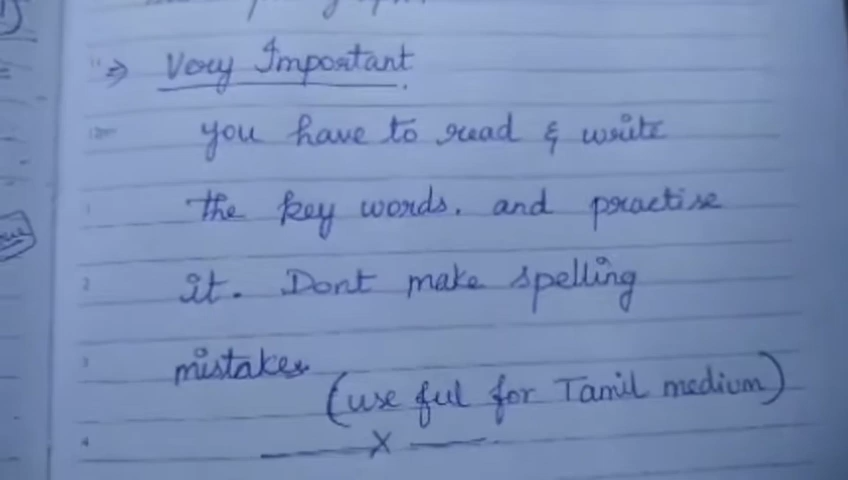 ⇒ Very Important.
you have to read & write
the key words. and practise
it. Dont make spelling
mistakes
(use ful for Tamil medium)
X